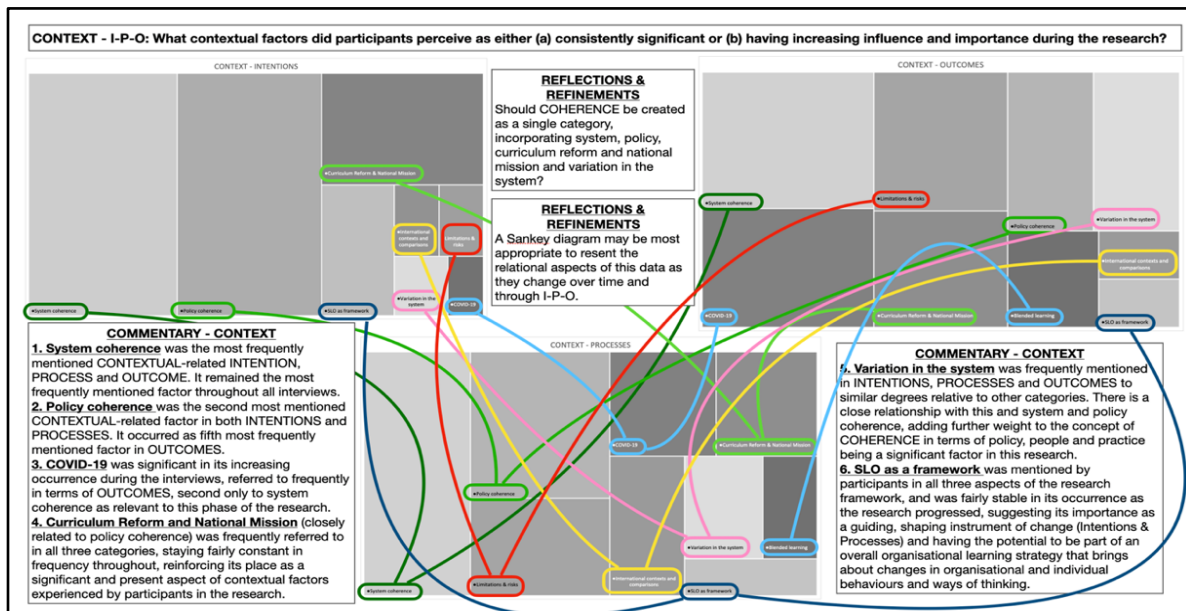 CONTEXT - I-P-O: What contextual factors did participants perceive as either (a) consistently significant or (b) having increasing influence and importance during the research?
CONTEXT - INTENTIONS
•Curriculum Reform & National Mission
•International contexts and
comparisons
Limitations &
risks
•Variation in the
system
•COVID-19
•System coherence
•Policy coherence
•SLO as framework
REFLECTIONS &
REFINEMENTS
Should COHERENCE be created
as a single category,
incorporating system, policy,
curriculum reform and national
mission and variation in the
system?
REFLECTIONS &
REFINEMENTS
A Sankey diagram may be most
appropriate to resent the
relational aspects of this data as
they change over time and
through I-P-O.
CONTEXT - OUTCOMES
•System coherence
•Limitations & risks
•Policy coherence
•Variation in the system
•International contexts and
comparisons
•COVID-19
•Curriculum Reform & National Mission
•Blended learning
•SLO as framework
COMMENTARY - CONTEXT
1. System coherence was the most frequently
mentioned CONTEXTUAL-related INTENTION,
PROCESS and OUTCOME. It remained the most
frequently mentioned factor throughout all interviews.
2. Policy coherence was the second most mentioned
CONTEXTUAL-related factor in both INTENTIONS and
PROCESSES. It occurred as fifth most frequently
mentioned factor in OUTCOMES.
3. COVID-19 was significant in its increasing
occurrence during the interviews, referred to frequently
in terms of OUTCOMES, second only to system
coherence as relevant to this phase of the research.
4. Curriculum Reform and National Mission (closely
related to policy coherence) was frequently referred to
in all three categories, staying fairly constant in
frequency throughout, reinforcing its place as a
significant and present aspect of contextual factors
experienced by participants in the research.
CONTEXT - PROCESSES
•COVID-19
•Curriculum Reform & National Mission
•Policy coherence
•Variation in the system
•Blended learning
•System coherence
•Limitations & risks
•International contexts and
comparisons
•SLO as framework
COMMENTARY - CONTEXT
5. Variation in the system was frequently mentioned
in INTENTIONS, PROCESSES and OUTCOMES to
similar degrees relative to other categories. There is a
close relationship with this and system and policy
coherence, adding further weight to the concept of
COHERENCE in terms of policy, people and practice
being a significant factor in this research.
6. SLO as a framework was mentioned by
participants in all three aspects of the research
framework, and was fairly stable in its occurrence as
the research progressed, suggesting its importance as
a guiding, shaping instrument of change (Intentions &
Processes) and having the potential to be part of an
overall organisational learning strategy that brings
about changes in organisational and individual
behaviours and ways of thinking.